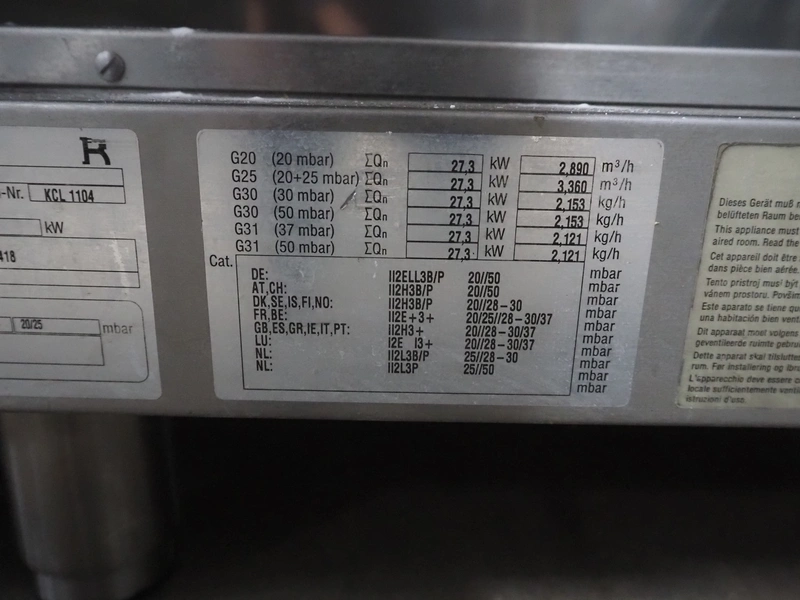 R
-Nr. KCL 1104
kW
418
20/25 mbar
G20 (20 mbar) ΣQn 27,3 kW 2,890 m³/h
G25 (20+25 mbar) ΣQn 27,3 kW 3,360 m³/h
G30 (30 mbar) ΣQn 27,3 kW 2,153 kg/h
G30 (50 mbar) ΣQn 27,3 kW 2,153 kg/h
G31 (37 mbar) ΣQn 27,3 kW 2,121 kg/h
G31 (50 mbar) ΣQn 27,3 kW 2,121 kg/h
Cat.
DE: II2ELL3B/P 20//50 mbar
AT,CH: II2H3B/P 20//50 mbar
DK,SE,IS,FI,NO: II2H3B/P 20//28-30 mbar
FR,BE: II2E+3+ 20/25//28-30/37 mbar
GB,ES,GR,IE,IT,PT: II2H3+ 20//28-30/37 mbar
LU: I2E I3+ 20//28-30/37 mbar
NL: II2L3B/P 25//28-30 mbar
NL: II2L3P 25//50 mbar
Dieses Gerät muß
belüfteten Raum
This appliance must
aired room. Read the
Cet appareil doit être
dans pièce bien aérée.
Tento pristroj musí být
vánem prostoru.
Este aparato se tiene
una habitación bien
Dit apparaat moet volgens
geventileerde ruimte
Dette apparat skal
rum. Før installering og
L'apparecchio deve essere
locale sufficientemente
istruzioni d'uso.